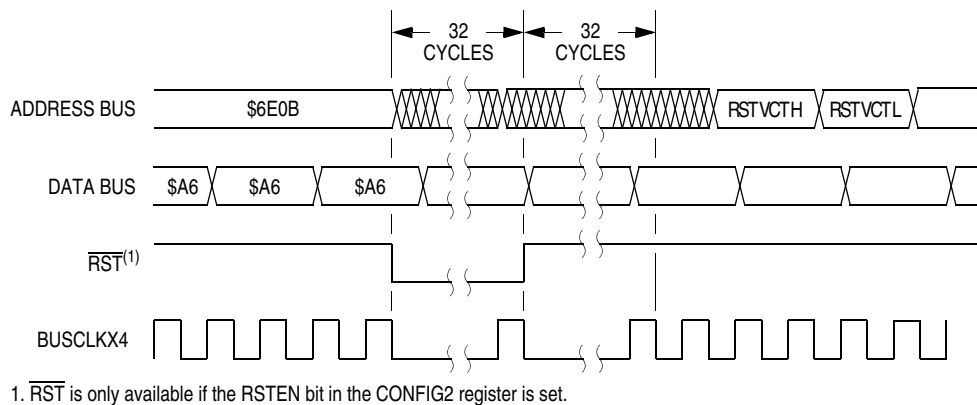 32
CYCLES
32
CYCLES
ADDRESS BUS
$6E0B
RSTVCTH
RSTVCTL
DATA BUS
$A6
$A6
$A6
RST(1)
BUSCLKX4
1. RST is only available if the RSTEN bit in the CONFIG2 register is set.